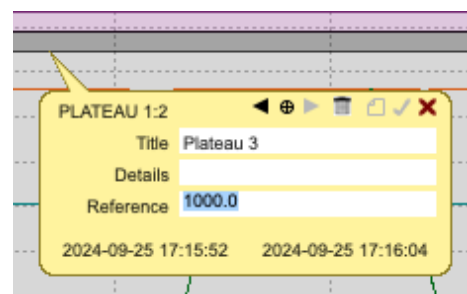 PLATEAU 1:2
Title Plateau 3
Details
Reference 1000.0
2024-09-25 17:15:52 2024-09-25 17:16:04